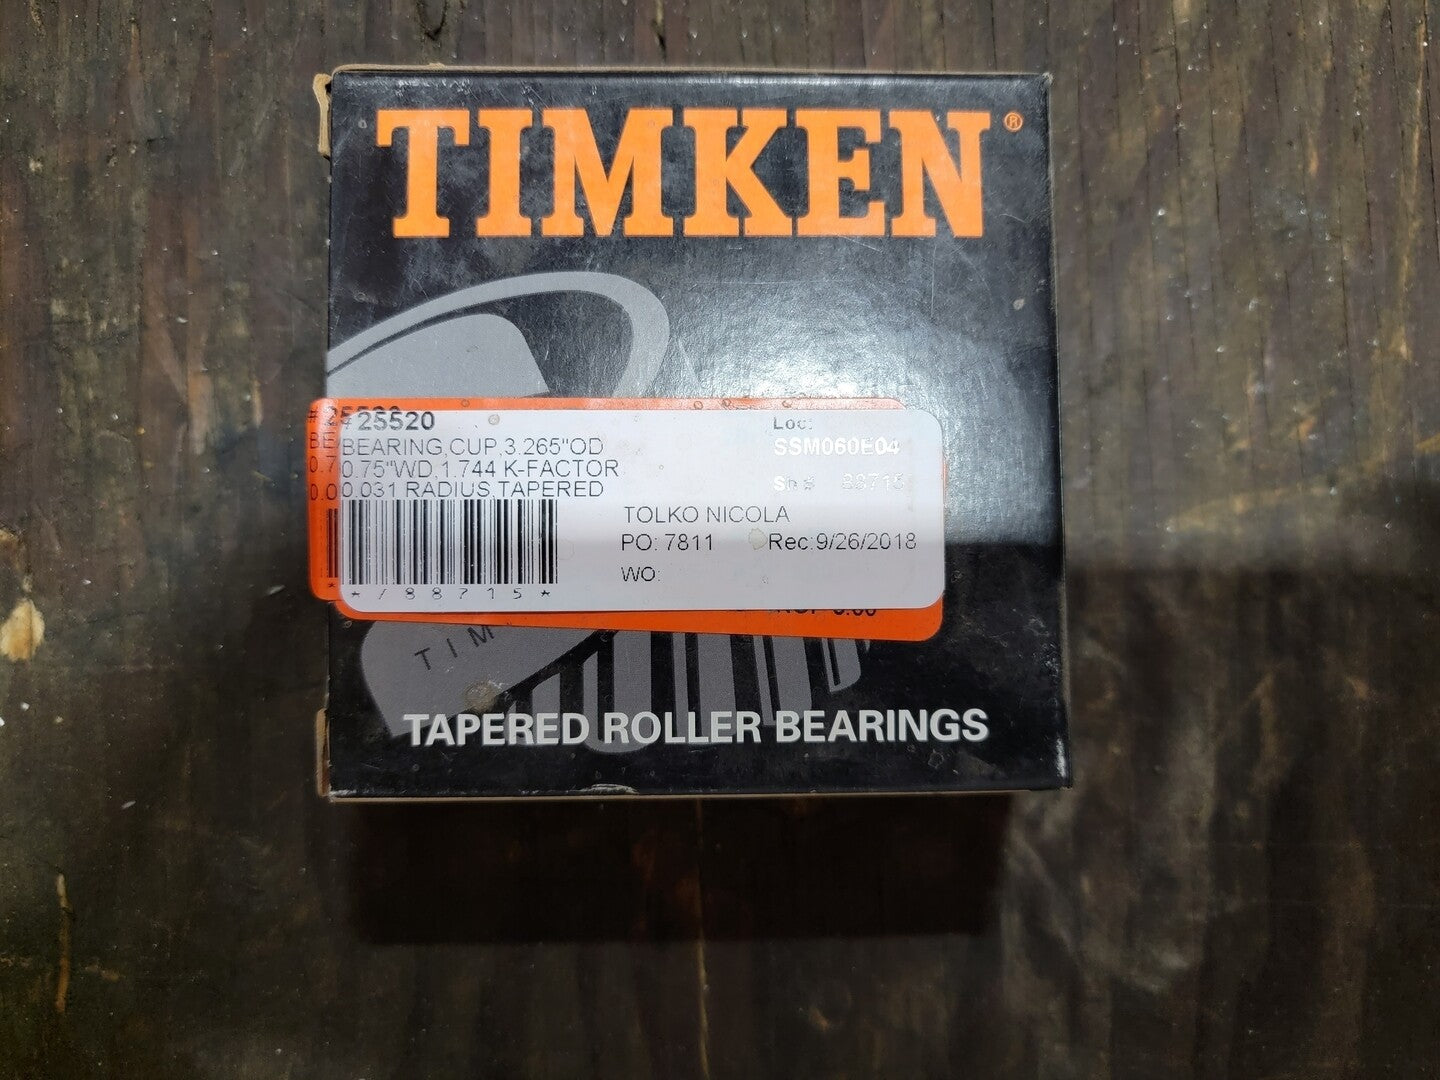 TIMKEN®
#25520
BEARING,CUP,3.265"OD
0.75"WD,1.744 K-FACTOR
0.031 RADIUS,TAPERED
Loc:
SSM060E04
TOLKO NICOLA
PO: 7811 Rec:9/26/2018
WO:
*788715*
TIM
TAPERED ROLLER BEARINGS